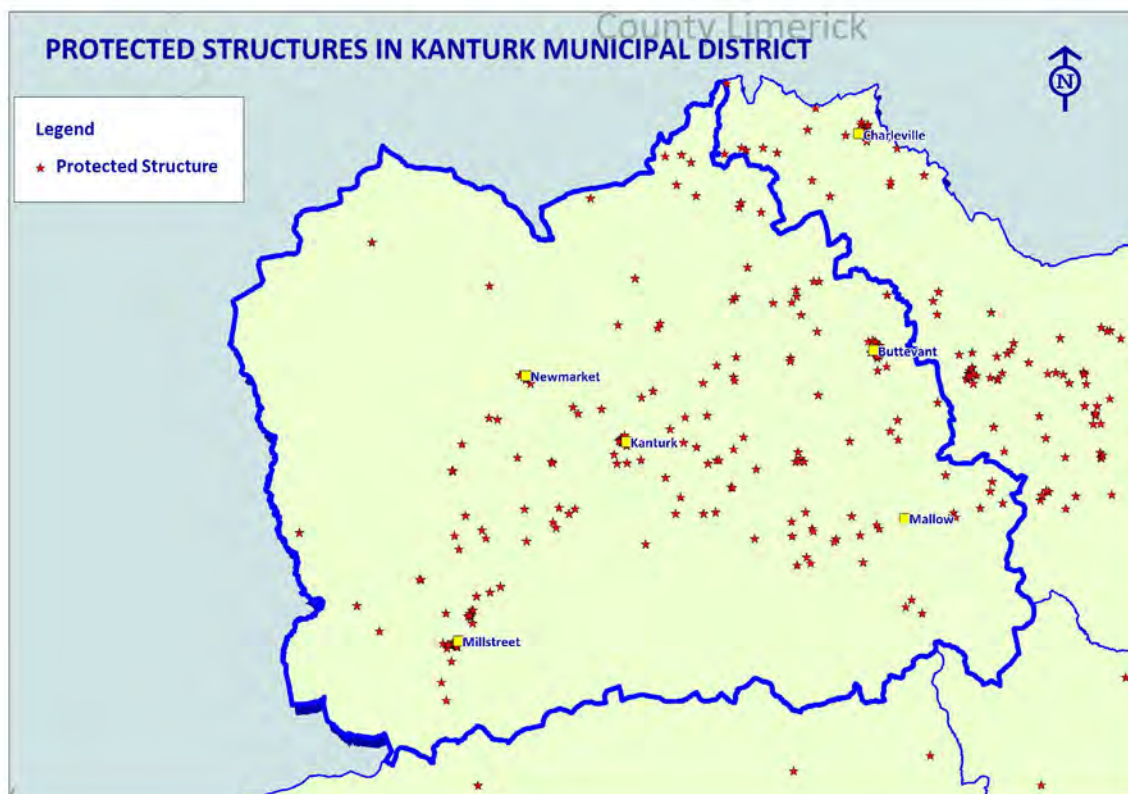 County Limerick
PROTECTED STRUCTURES IN KANTURK MUNICIPAL DISTRICT
N
Legend
Protected Structure
Charleville
Buttevant
Newmarket
Kanturk
Mallow
Millstreet